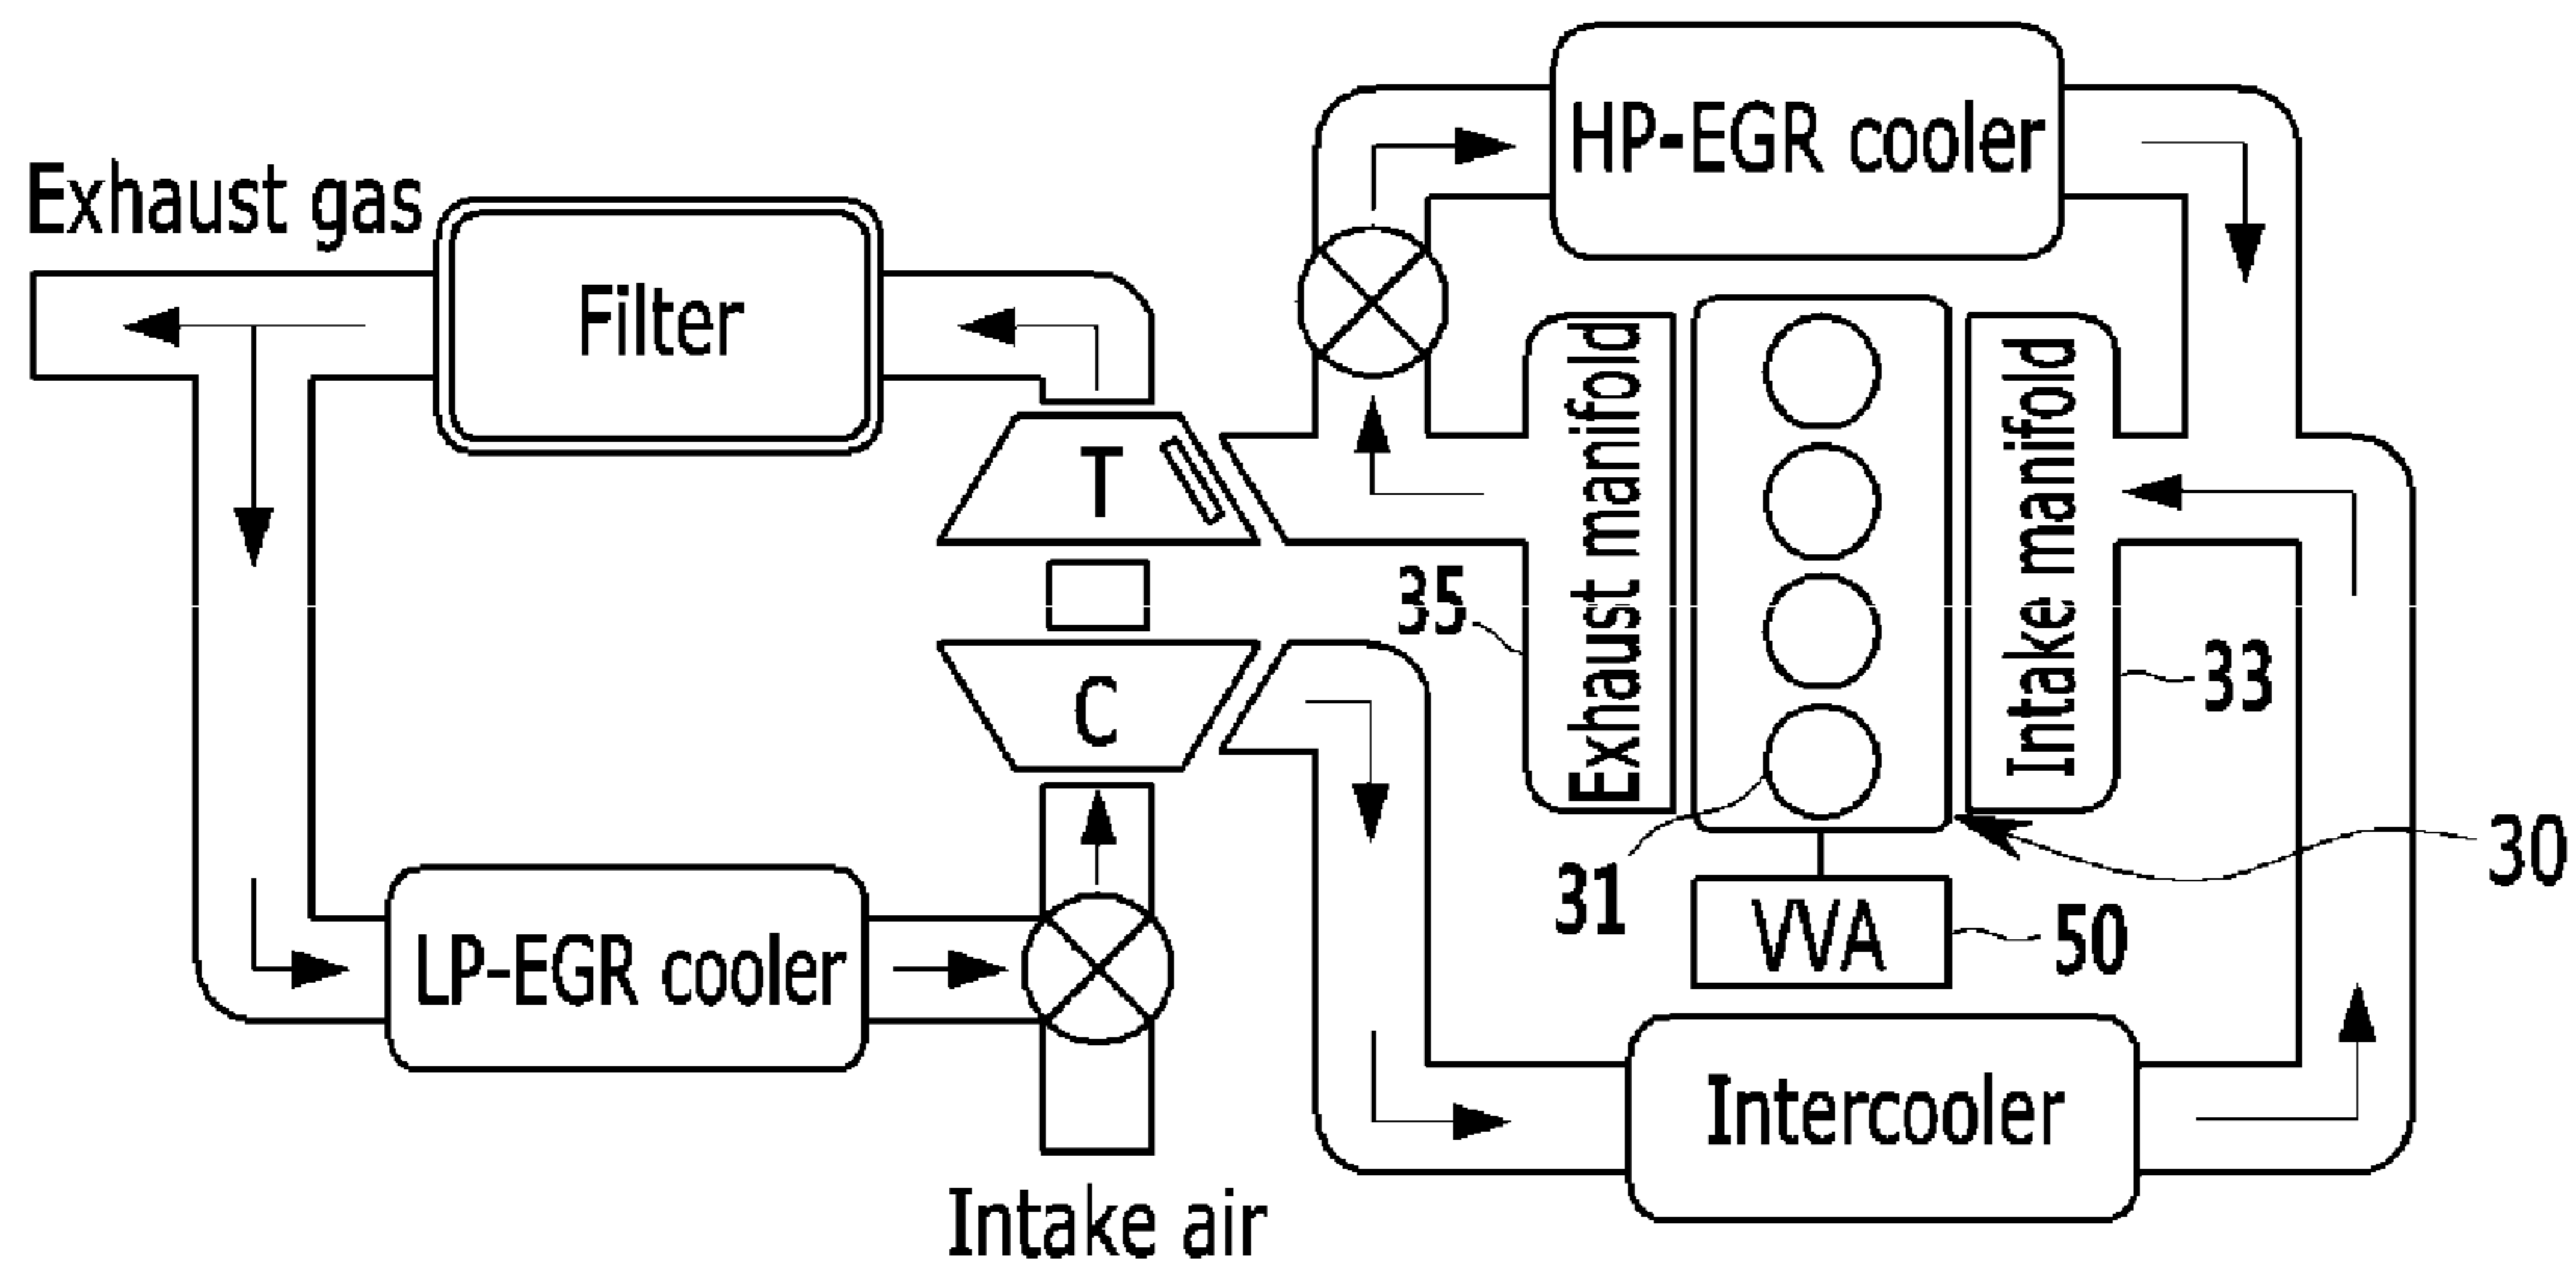 HP-EGR cooler
Exhaust gas
Filter
T
Exhaust manifold
Intake manifold
35
33
C
30
31
VVA
50
LP-EGR cooler
Intercooler
Intake air